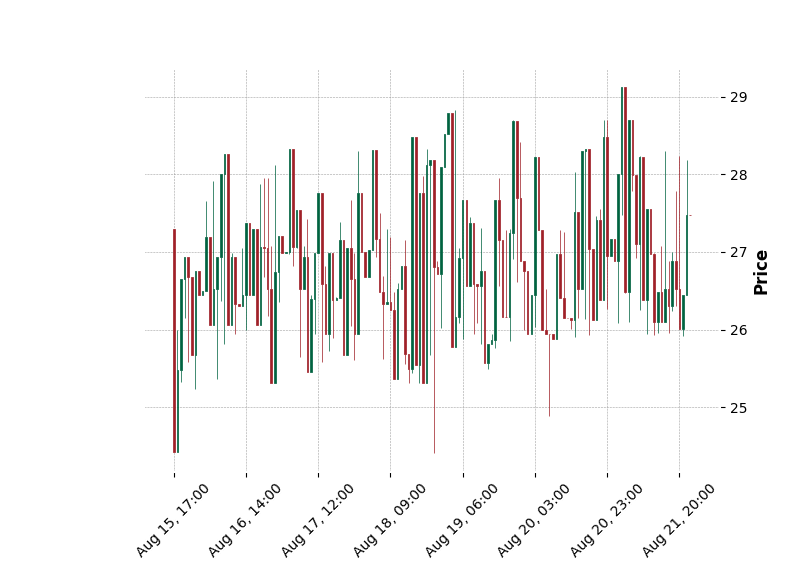 29
28
27
26
25
Price
Aug 15, 17:00
Aug 16, 14:00
Aug 17, 12:00
Aug 18, 09:00
Aug 19, 06:00
Aug 20, 03:00
Aug 20, 23:00
Aug 21, 20:00